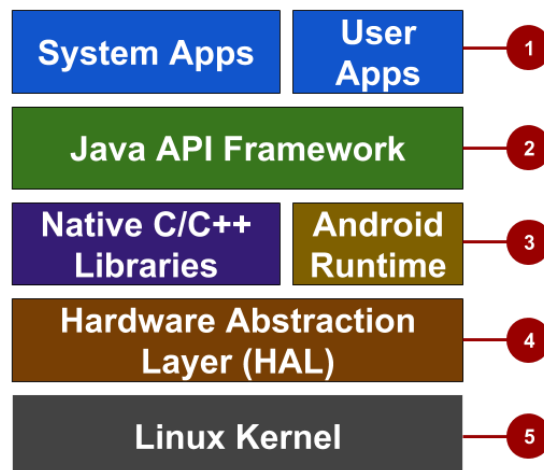 System Apps
User
Apps
1
Java API Framework
2
Native C/C++
Libraries
Android
Runtime
3
Hardware Abstraction
Layer (HAL)
4
Linux Kernel
5